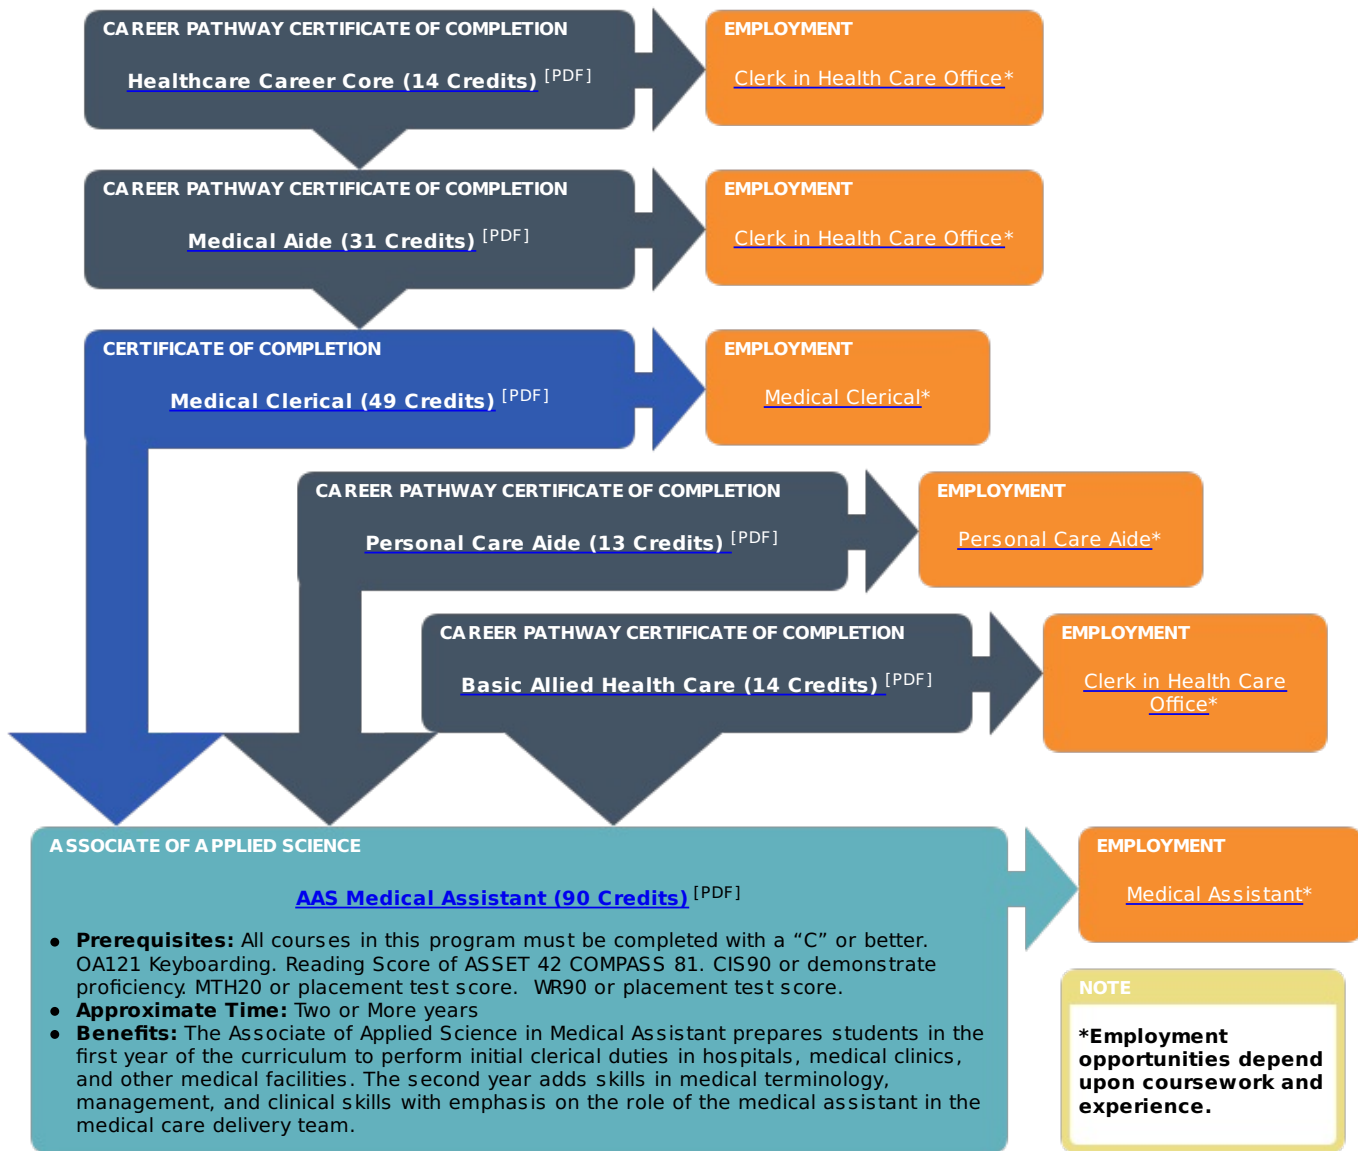 CAREER PATHWAY CERTIFICATE OF COMPLETION
Healthcare Career Core (14 Credits) [PDF]
EMPLOYMENT
Clerk in Health Care Office*
CAREER PATHWAY CERTIFICATE OF COMPLETION
Medical Aide (31 Credits) [PDF]
EMPLOYMENT
Clerk in Health Care Office*
CERTIFICATE OF COMPLETION
Medical Clerical (49 Credits) [PDF]
EMPLOYMENT
Medical Clerical*
CAREER PATHWAY CERTIFICATE OF COMPLETION
Personal Care Aide (13 Credits) [PDF]
EMPLOYMENT
Personal Care Aide*
CAREER PATHWAY CERTIFICATE OF COMPLETION
Basic Allied Health Care (14 Credits) [PDF]
EMPLOYMENT
Clerk in Health Care
Office*
ASSOCIATE OF APPLIED SCIENCE
AAS Medical Assistant (90 Credits) [PDF]
● Prerequisites: All courses in this program must be completed with a “C” or better.
OA121 Keyboarding. Reading Score of ASSET 42 COMPASS 81. CIS90 or demonstrate
proficiency. MTH20 or placement test score. WR90 or placement test score.
● Approximate Time: Two or More years
● Benefits: The Associate of Applied Science in Medical Assistant prepares students in the
first year of the curriculum to perform initial clerical duties in hospitals, medical clinics,
and other medical facilities. The second year adds skills in medical terminology,
management, and clinical skills with emphasis on the role of the medical assistant in the
medical care delivery team.
EMPLOYMENT
Medical Assistant*
NOTE
*Employment
opportunities depend
upon coursework and
experience.